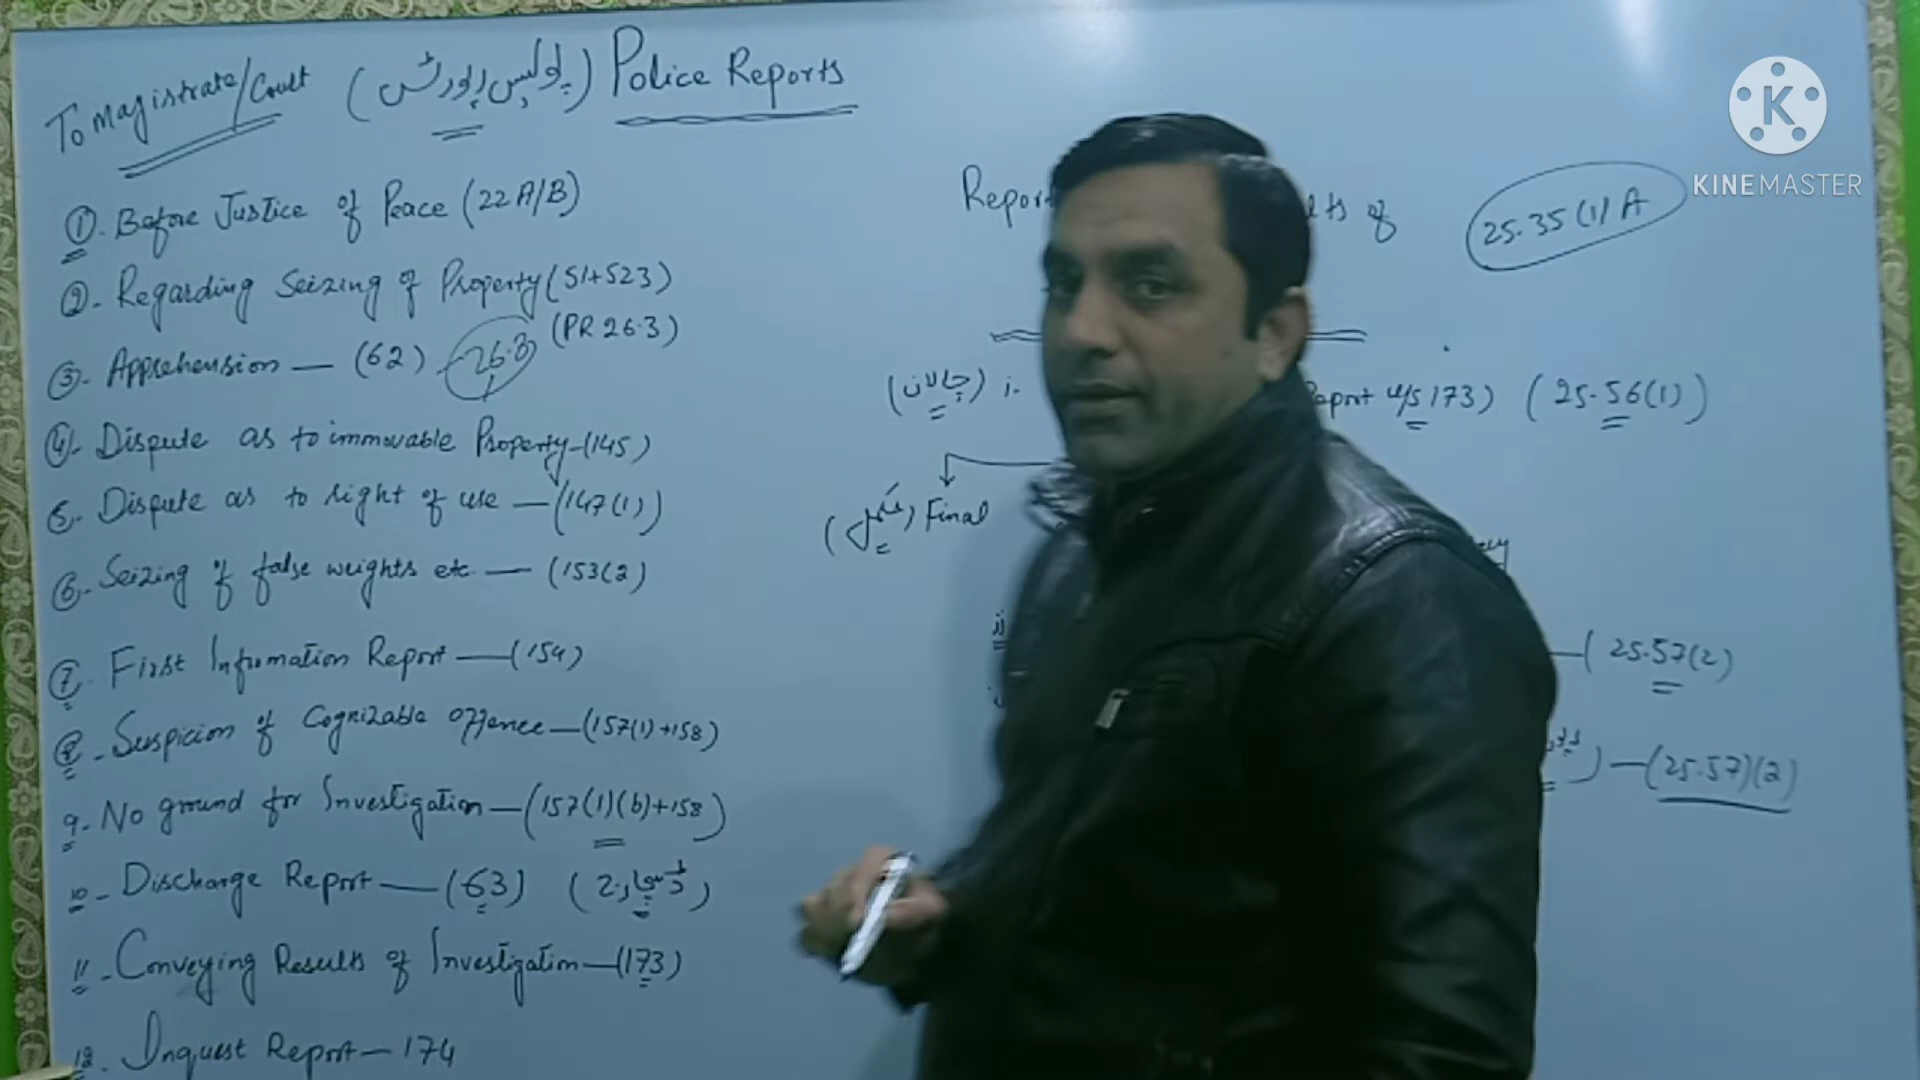 To Magistrate/Court (پولیس رپورٹس) Police Reports
1. Before Justice of Peace (22 A/B)
2- Regarding Seizing of Property (51+523)
(PR 26.3)
3- Apprehension — (62) 26.3
4- Dispute as to immovable Property-(145)
5- Dispute as to right of use — (147(1))
6- Seizing of false weights etc — (153(2)
7- First Information Report — (154)
8- Suspicion of Cognizable Offence — (157(1)+158)
9- No ground for Investigation — (157(1)(b)+158)
10- Discharge Report — (63) (ڈسچارج)
11- Conveying Results of Investigation — (173)
12- Inquest Report — 174
Repor
lts of
25.35(1)A
(چالان) i.
Report u/s 173) (25.56(1))
(مکمل) Final
— (25.57(2)
) — (25.57)(2)
KINEMASTER